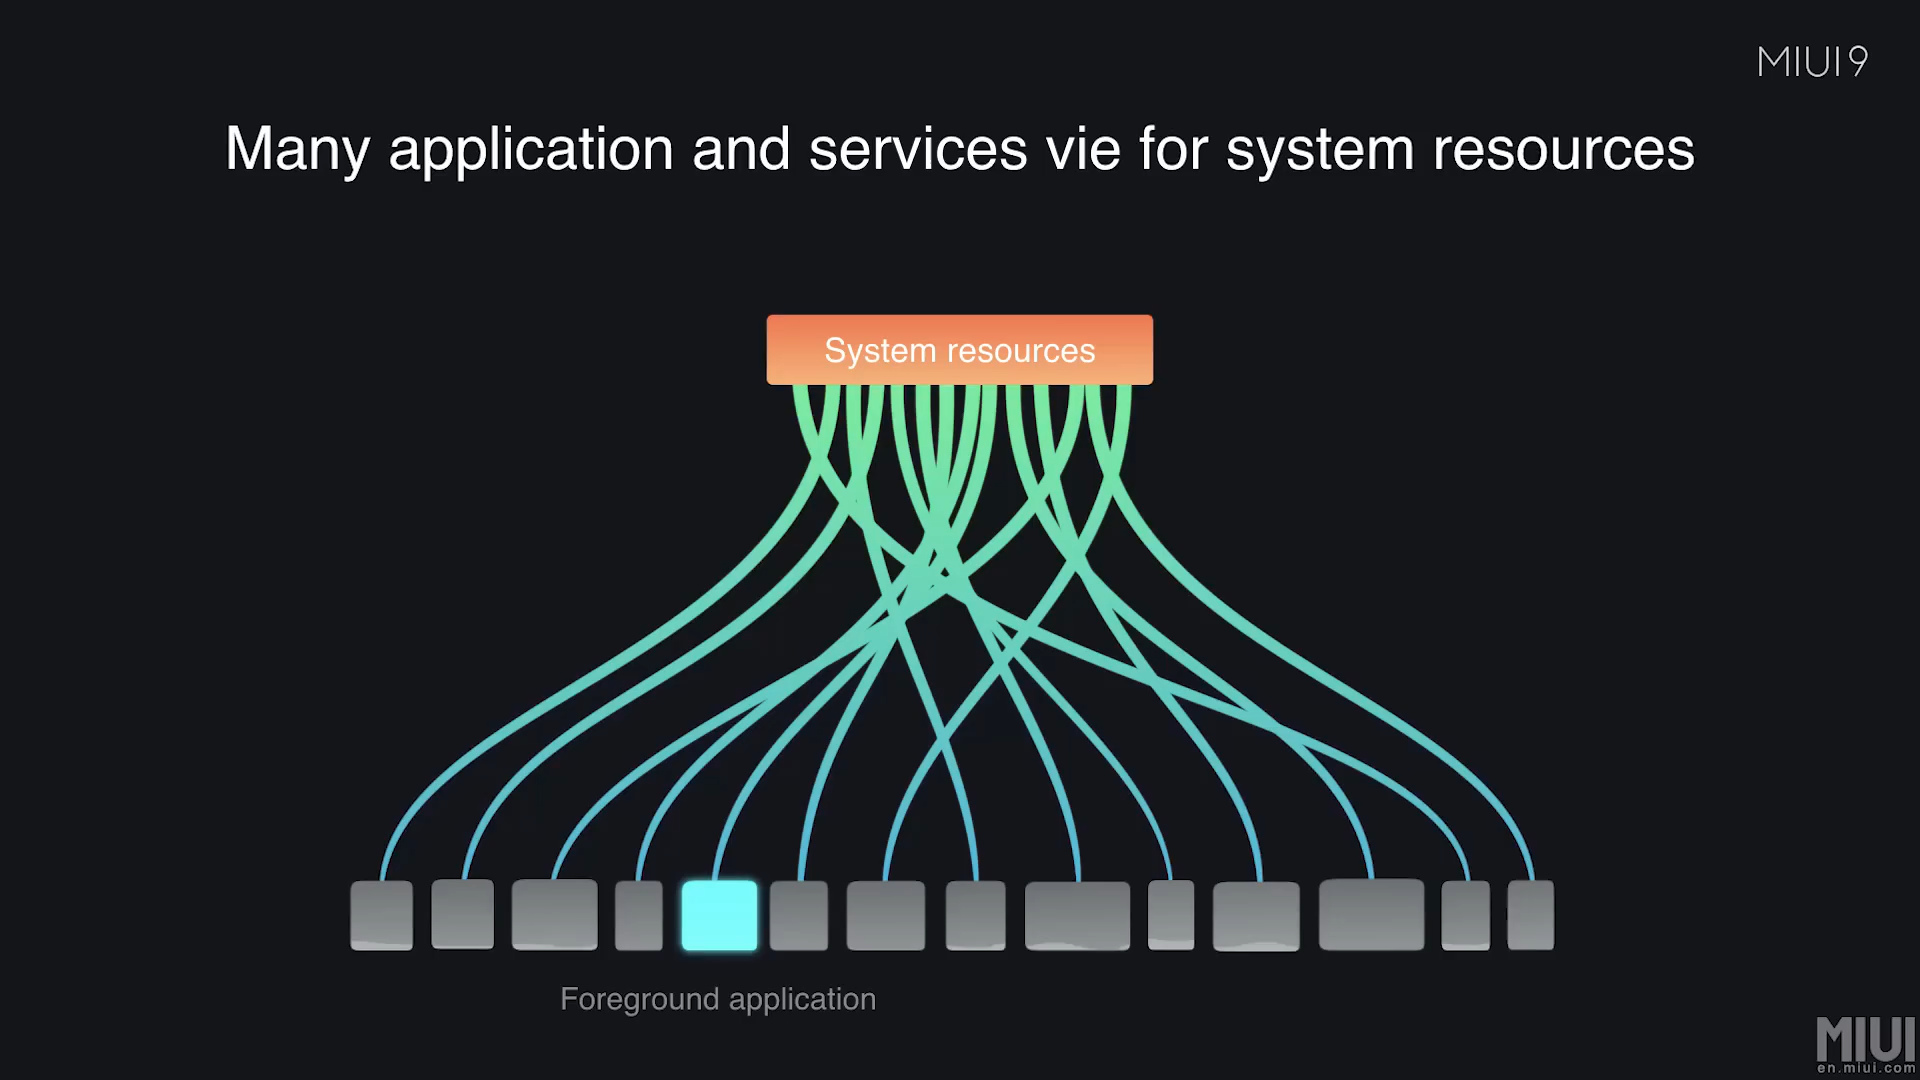 MIUI 9
Many application and services vie for system resources
System resources
Foreground application
MIUI
en.miui.com